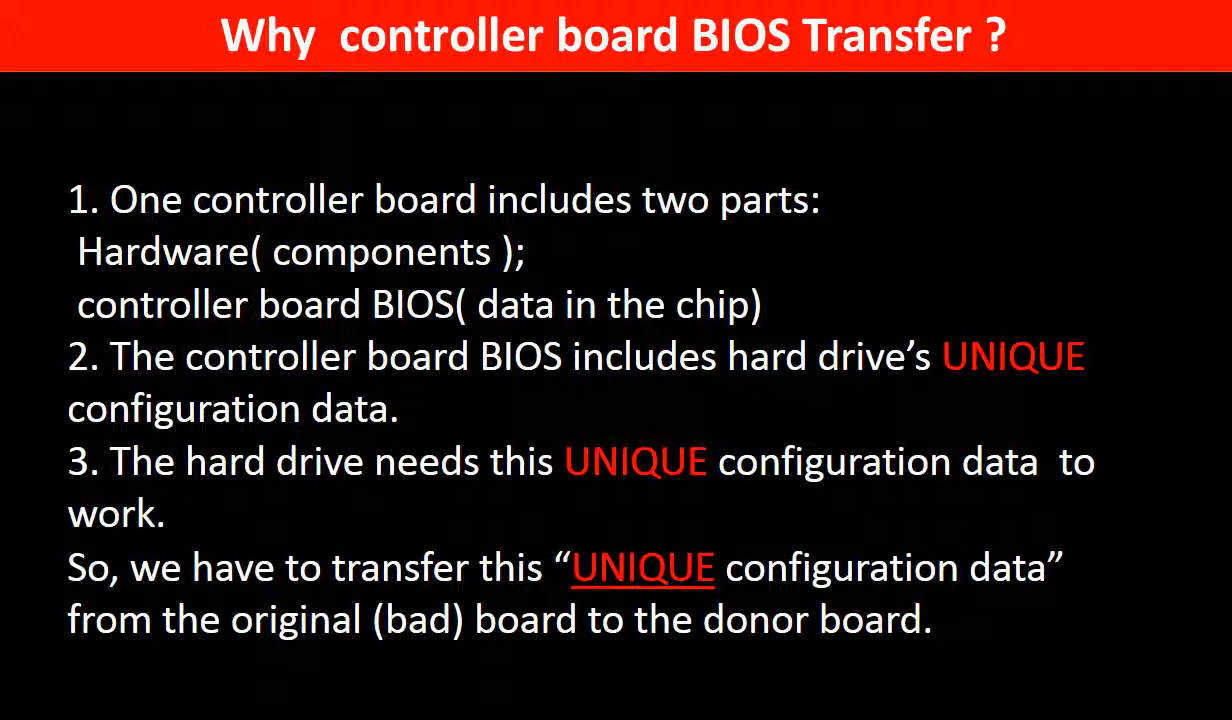 Why  controller board BIOS Transfer ?
1. One controller board includes two parts:
Hardware( components );
controller board BIOS( data in the chip)
2. The controller board BIOS includes hard drive’s UNIQUE
configuration data.
3. The hard drive needs this UNIQUE configuration data  to
work.
So, we have to transfer this “UNIQUE configuration data”
from the original (bad) board to the donor board.